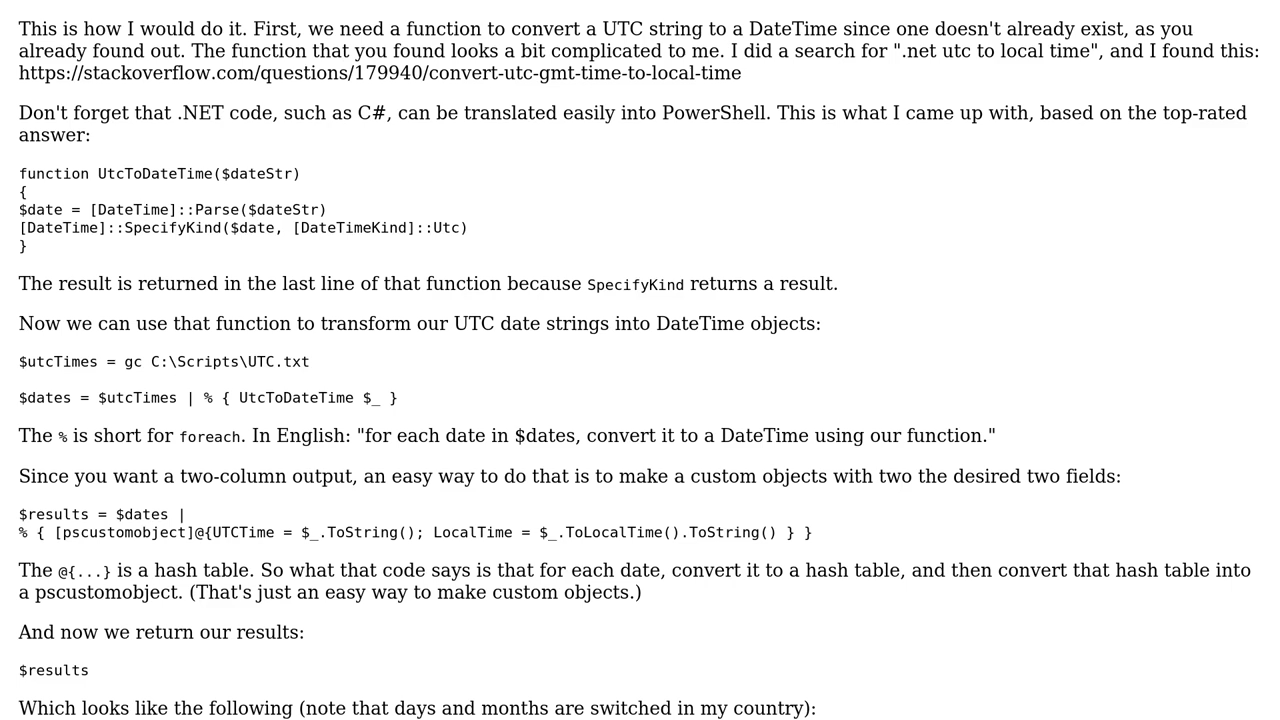 This is how I would do it. First, we need a function to convert a UTC string to a DateTime since one doesn't already exist, as you
already found out. The function that you found looks a bit complicated to me. I did a search for ".net utc to local time", and I found this:
https://stackoverflow.com/questions/179940/convert-utc-gmt-time-to-local-time
Don't forget that .NET code, such as C#, can be translated easily into PowerShell. This is what I came up with, based on the top-rated
answer:
function UtcToDateTime($dateStr)
{
$date = [DateTime]::Parse($dateStr)
[DateTime]::SpecifyKind($date, [DateTimeKind]::Utc)
}
The result is returned in the last line of that function because SpecifyKind returns a result.
Now we can use that function to transform our UTC date strings into DateTime objects:
$utcTimes = gc C:\Scripts\UTC.txt
$dates = $utcTimes | % { UtcToDateTime $_ }
The % is short for foreach. In English: "for each date in $dates, convert it to a DateTime using our function."
Since you want a two-column output, an easy way to do that is to make a custom objects with two the desired two fields:
$results = $dates |
% { [pscustomobject]@{UTCTime = $_.ToString(); LocalTime = $_.ToLocalTime().ToString() } }
The @{...} is a hash table. So what that code says is that for each date, convert it to a hash table, and then convert that hash table into
a pscustomobject. (That's just an easy way to make custom objects.)
And now we return our results:
$results
Which looks like the following (note that days and months are switched in my country):